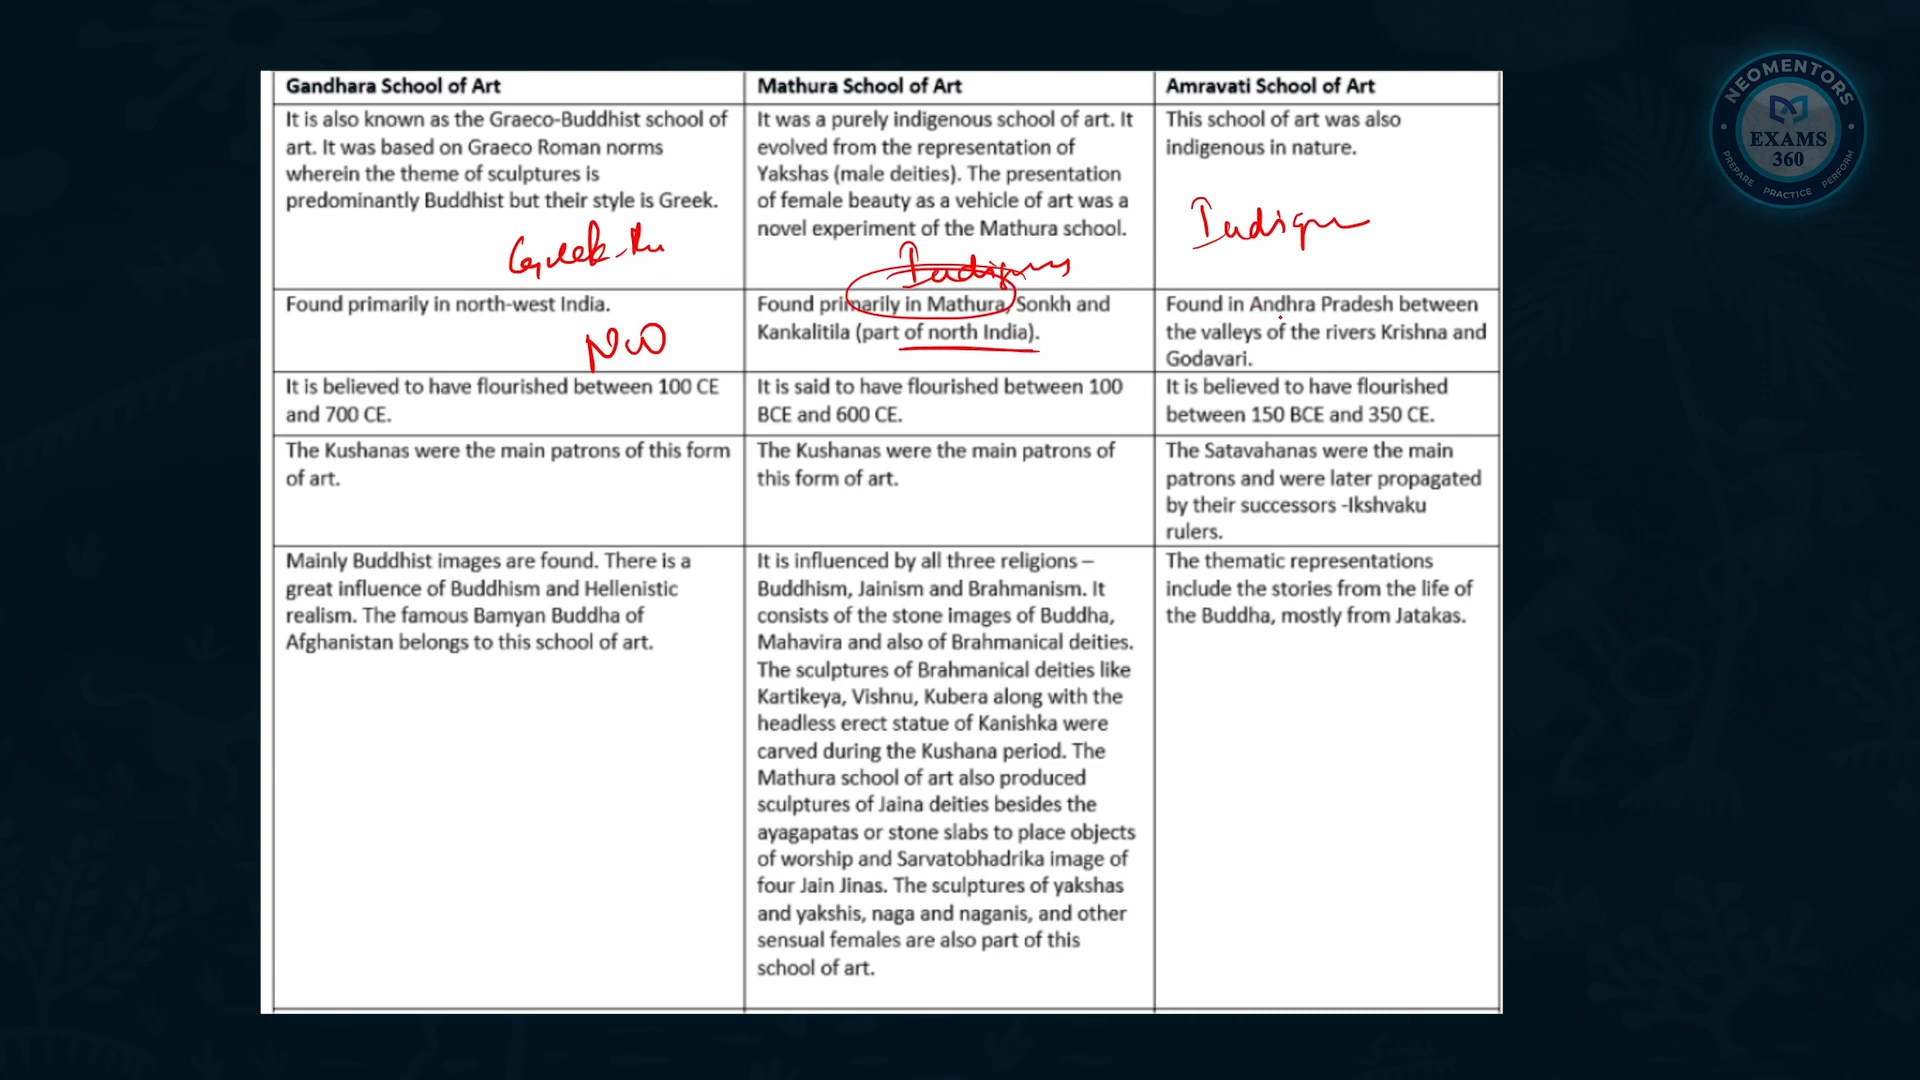 Gandhara School of Art
It is also known as the Graeco-Buddhist school of
art. It was based on Graeco Roman norms
wherein the theme of sculptures is
predominantly Buddhist but their style is Greek.
Found primarily in north-west India.
NW
It is believed to have flourished between 100 CE
and 700 CE.
The Kushanas were the main patrons of this form
of art.
Mainly Buddhist images are found. There is a
great influence of Buddhism and Hellenistic
realism. The famous Bamyan Buddha of
Afghanistan belongs to this school of art.
Mathura School of Art
It was a purely indigenous school of art. It
evolved from the representation of
Yakshas (male deities). The presentation
of female beauty as a vehicle of art was a
novel experiment of the Mathura school.
Found primarily in Mathura, Sonkh and
Kankalitila (part of north India).
It is said to have flourished between 100
BCE and 600 CE.
The Kushanas were the main patrons of
this form of art.
It is influenced by all three religions –
Buddhism, Jainism and Brahmanism. It
consists of the stone images of Buddha,
Mahavira and also of Brahmanical deities.
The sculptures of Brahmanical deities like
Kartikeya, Vishnu, Kubera along with the
headless erect statue of Kanishka were
carved during the Kushana period. The
Mathura school of art also produced
sculptures of Jaina deities besides the
ayagapatas or stone slabs to place objects
of worship and Sarvatobhadrika image of
four Jain Jinas. The sculptures of yakshas
and yakshis, naga and naganis, and other
sensual females are also part of this
school of art.
Amravati School of Art
This school of art was also
indigenous in nature.
Found in Andhra Pradesh between
the valleys of the rivers Krishna and
Godavari.
It is believed to have flourished
between 150 BCE and 350 CE.
The Satavahanas were the main
patrons and were later propagated
by their successors -Ikshvaku
rulers.
The thematic representations
include the stories from the life of
the Buddha, mostly from Jatakas.
NEOMENTORS
EXAMS
360
PREPARE PRACTICE PERFORM